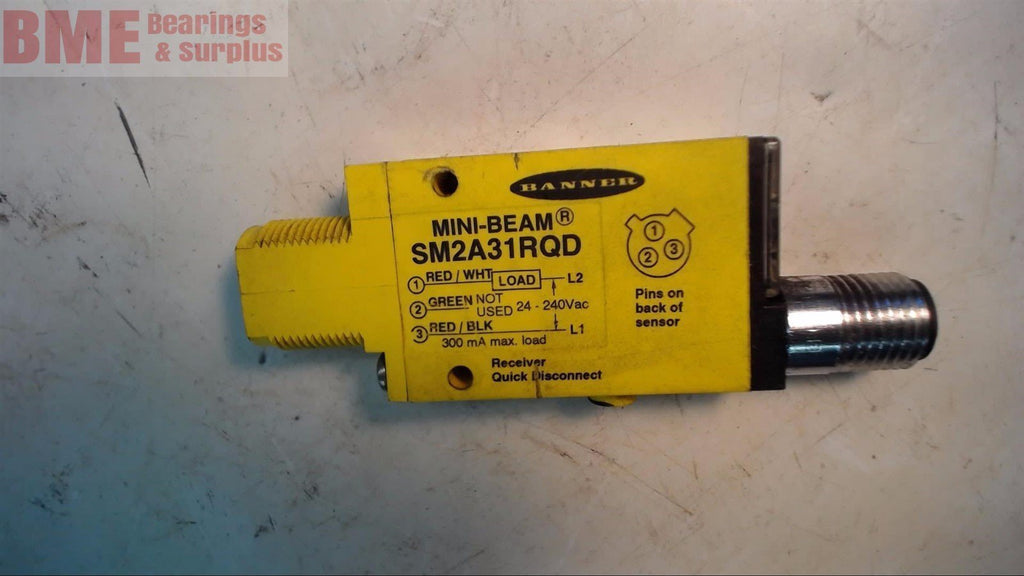 BME Bearings & Surplus
BANNER
MINI-BEAM®
SM2A31RQD
1 RED / WHT LOAD L2
2 GREEN NOT USED 24 - 240Vac
3 RED / BLK L1
300 mA max. load
Receiver
Quick Disconnect
1
2 3
Pins on
back of
sensor